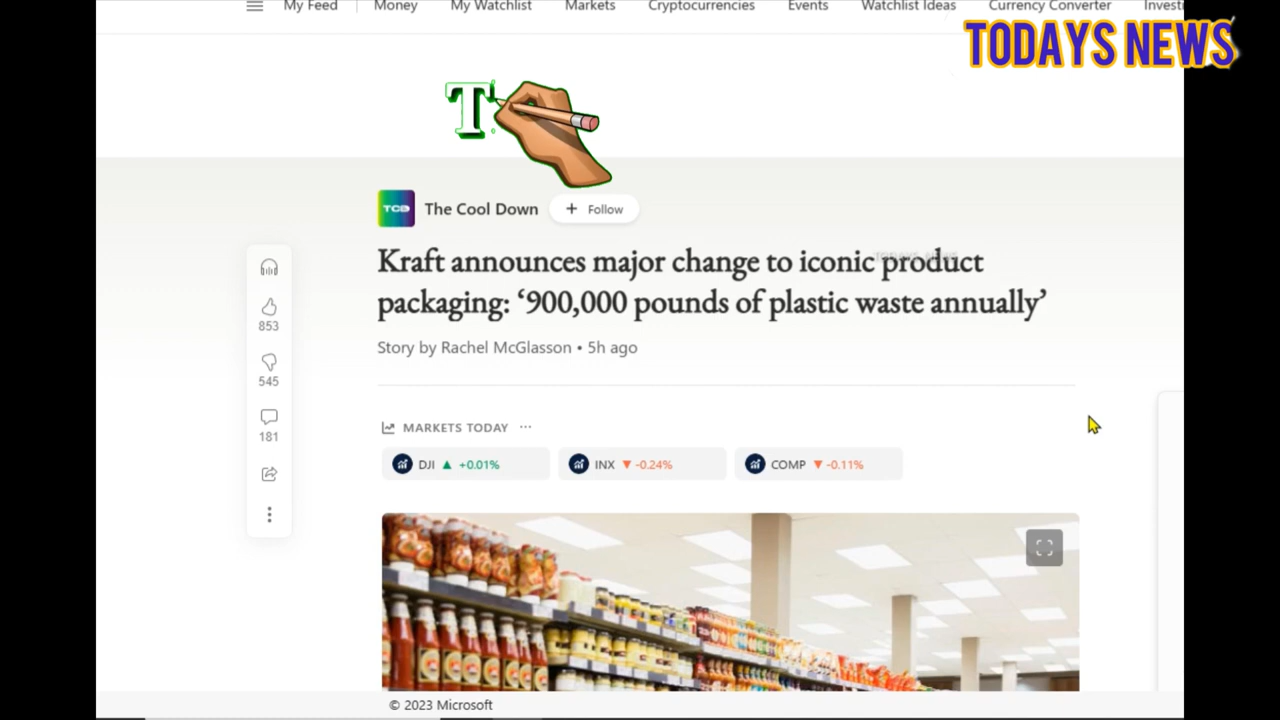 My Feed
Money
My Watchlist
Markets
Cryptocurrencies
Events
Watchlist Ideas
Currency Converter
TODAYS NEWS
T
TCD
The Cool Down
+ Follow
Kraft announces major change to iconic product
packaging: ‘900,000 pounds of plastic waste annually’
Story by Rachel McGlasson • 5h ago
853
545
181
MARKETS TODAY ...
DJI ▲ +0.01%
INX ▼ -0.24%
COMP ▼ -0.11%
© 2023 Microsoft